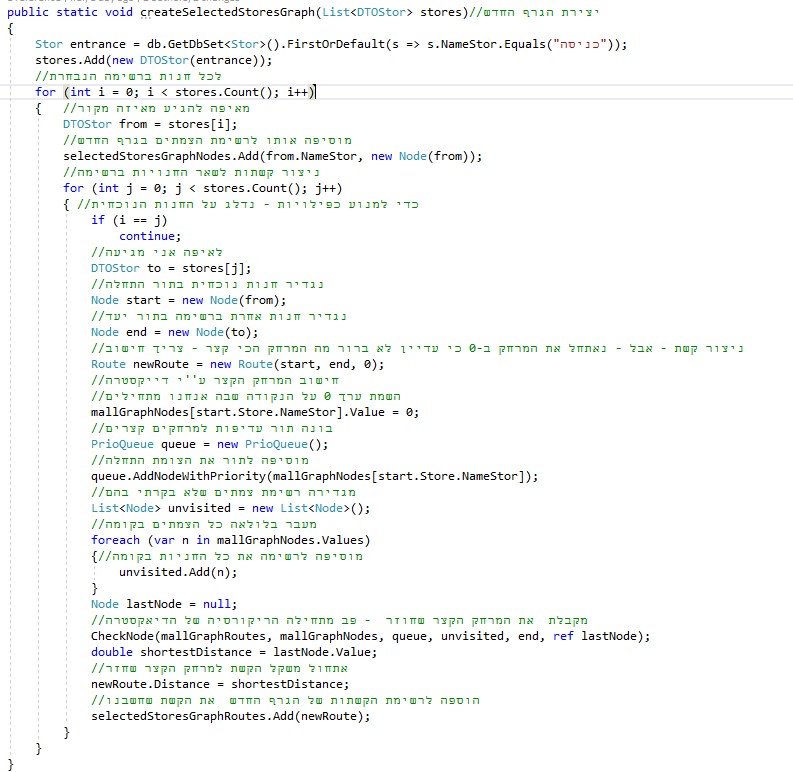 public static void createSelectedStoresGraph(List<DTOStor> stores)//יצירת הגרף החדש
{
Stor entrance = db.GetDbSet<Stor>().FirstOrDefault(s => s.NameStor.Equals("כניסה"));
stores.Add(new DTOStor(entrance));
//לכל חנות ברשימה הנבחרת
for (int i = 0; i < stores.Count(); i++)
{ //מאיפה להגיע מאיזה מקור
DTOStor from = stores[i];
//מוסיפה אותו לרשימת הצמתים בגרף החדש
selectedStoresGraphNodes.Add(from.NameStor, new Node(from));
//ניצור קשתות לשאר החנויות ברשימה
for (int j = 0; j < stores.Count(); j++)
{ //כדי למנוע כפילויות - נדלג על החנות הנוכחית
if (i == j)
continue;
//לאיפה אני מגיעה
DTOStor to = stores[j];
//נגדיר חנות נוכחית בתור התחלה
Node start = new Node(from);
//נגדיר חנות אחרת ברשימה בתור יעד
Node end = new Node(to);
//ניצור קשת - אבל - נאתחל את המרחק ב-0 כי עדיין לא ברור מה המרחק הכי קצר - צריך חישוב
Route newRoute = new Route(start, end, 0);
//חישוב המרחק הקצר ע''י דייקסטרה
//השמת ערך 0 על הנקודה שבה אנחנו מתחילים
mallGraphNodes[start.Store.NameStor].Value = 0;
//בונה תור עדיפות למרחקים קצרים
PrioQueue queue = new PrioQueue();
//מוסיפה לתור את הצומת התחלה
queue.AddNodeWithPriority(mallGraphNodes[start.Store.NameStor]);
//מגדירה רשימת צמתים שלא בקרתי בהם
List<Node> unvisited = new List<Node>();
//מעבר בלולאה כל הצמתים בקומה
foreach (var n in mallGraphNodes.Values)
{//מוסיפה לרשימה את כל החניות בקומה
unvisited.Add(n);
}
Node lastNode = null;
//מקבלת את המרחק הקצר שחוזר - פב מתחילה הריקורסיה של הדיאקסטרה
CheckNode(mallGraphRoutes, mallGraphNodes, queue, unvisited, end, ref lastNode);
double shortestDistance = lastNode.Value;
//אתחול משקל הקשת למרחק הקצר שחזר
newRoute.Distance = shortestDistance;
//הוספה לרשימת הקשתות של הגרף החדש את הקשת שחשבנו
selectedStoresGraphRoutes.Add(newRoute);
}
}
}